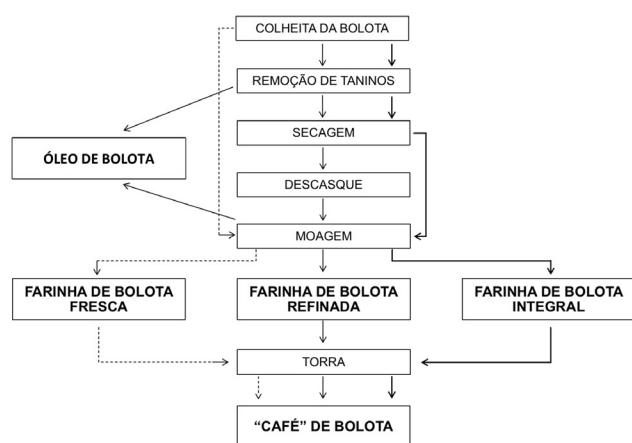 COLHEITA DA BOLOTA
REMOÇÃO DE TANINOS
SECAGEM
ÓLEO DE BOLOTA
DESCASQUE
MOAGEM
FARINHA DE BOLOTA
FRESCA
FARINHA DE BOLOTA
REFINADA
FARINHA DE BOLOTA
INTEGRAL
TORRA
“CAFÉ” DE BOLOTA